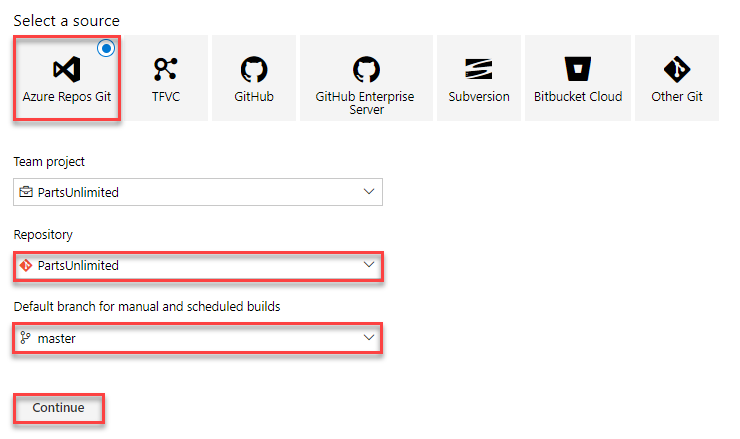 Select a source
Azure Repos Git
TFVC
GitHub
GitHub Enterprise
Server
Subversion
Bitbucket Cloud
Other Git
Team project
PartsUnlimited
Repository
PartsUnlimited
Default branch for manual and scheduled builds
master
Continue